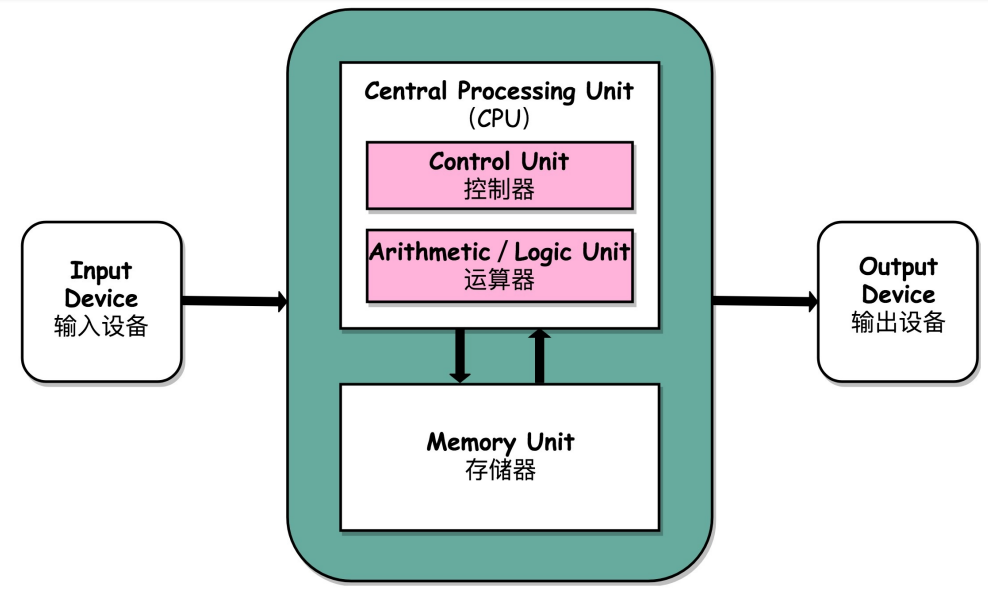 Central Processing Unit
(CPU)
Control Unit
控制器
Arithmetic / Logic Unit
运算器
Input
Device
输入设备
Output
Device
输出设备
Memory Unit
存储器